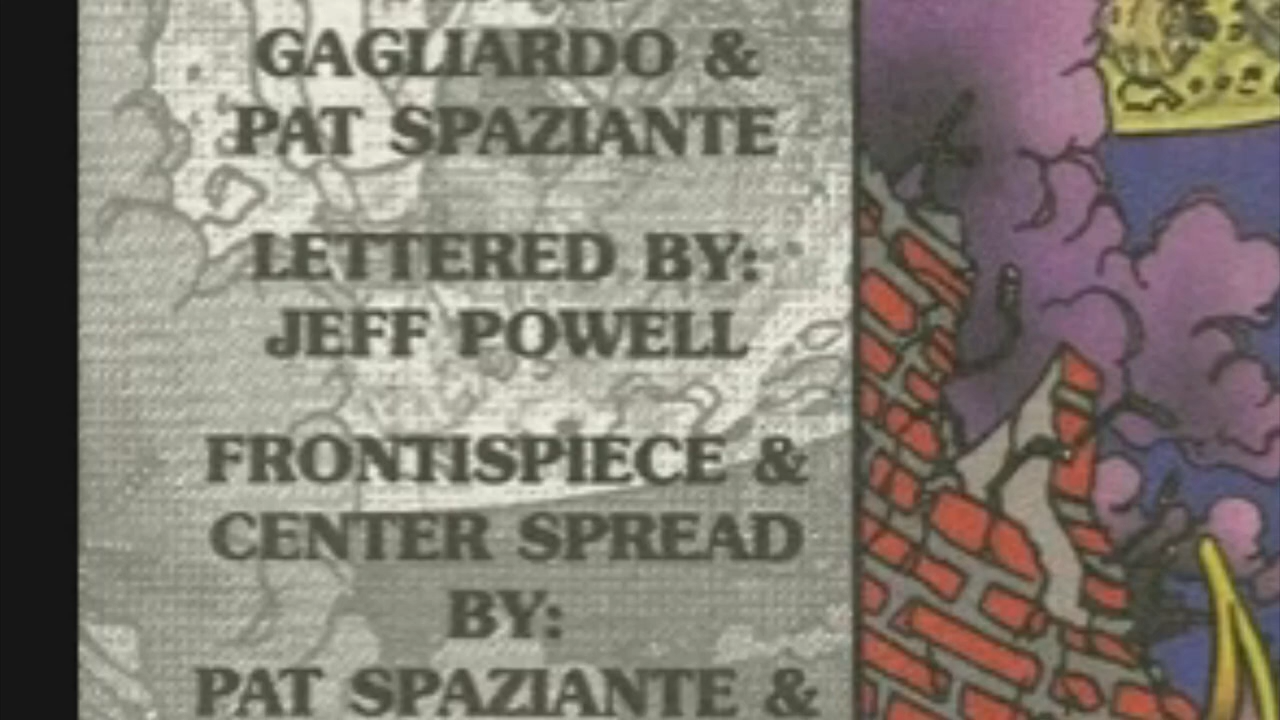 GAGLIARDO &
PAT SPAZIANTE
LETTERED BY:
JEFF POWELL
FRONTISPIECE &
CENTER SPREAD
BY:
PAT SPAZIANTE &